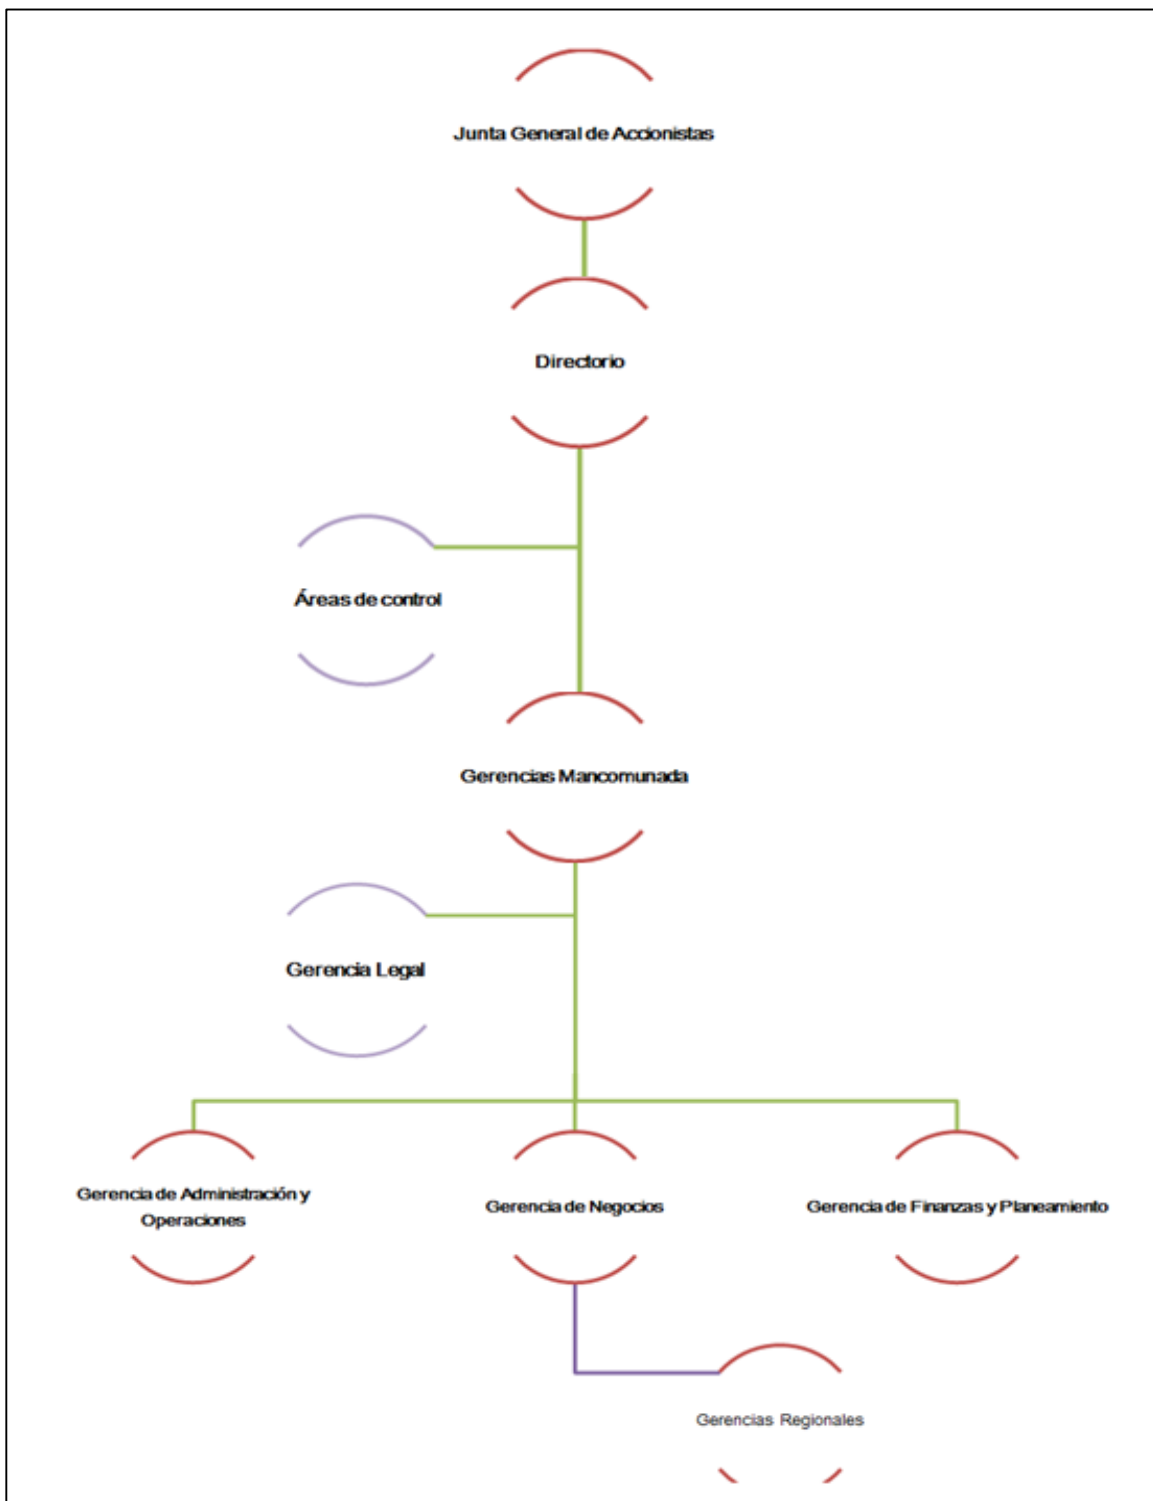 Junta General de Accionistas
Directorio
Áreas de control
Gerencias Mancomunada
Gerencia Legal
Gerencia de Administración y
Operaciones
Gerencia de Negocios
Gerencia de Finanzas y Planeamiento
Gerencias Regionales